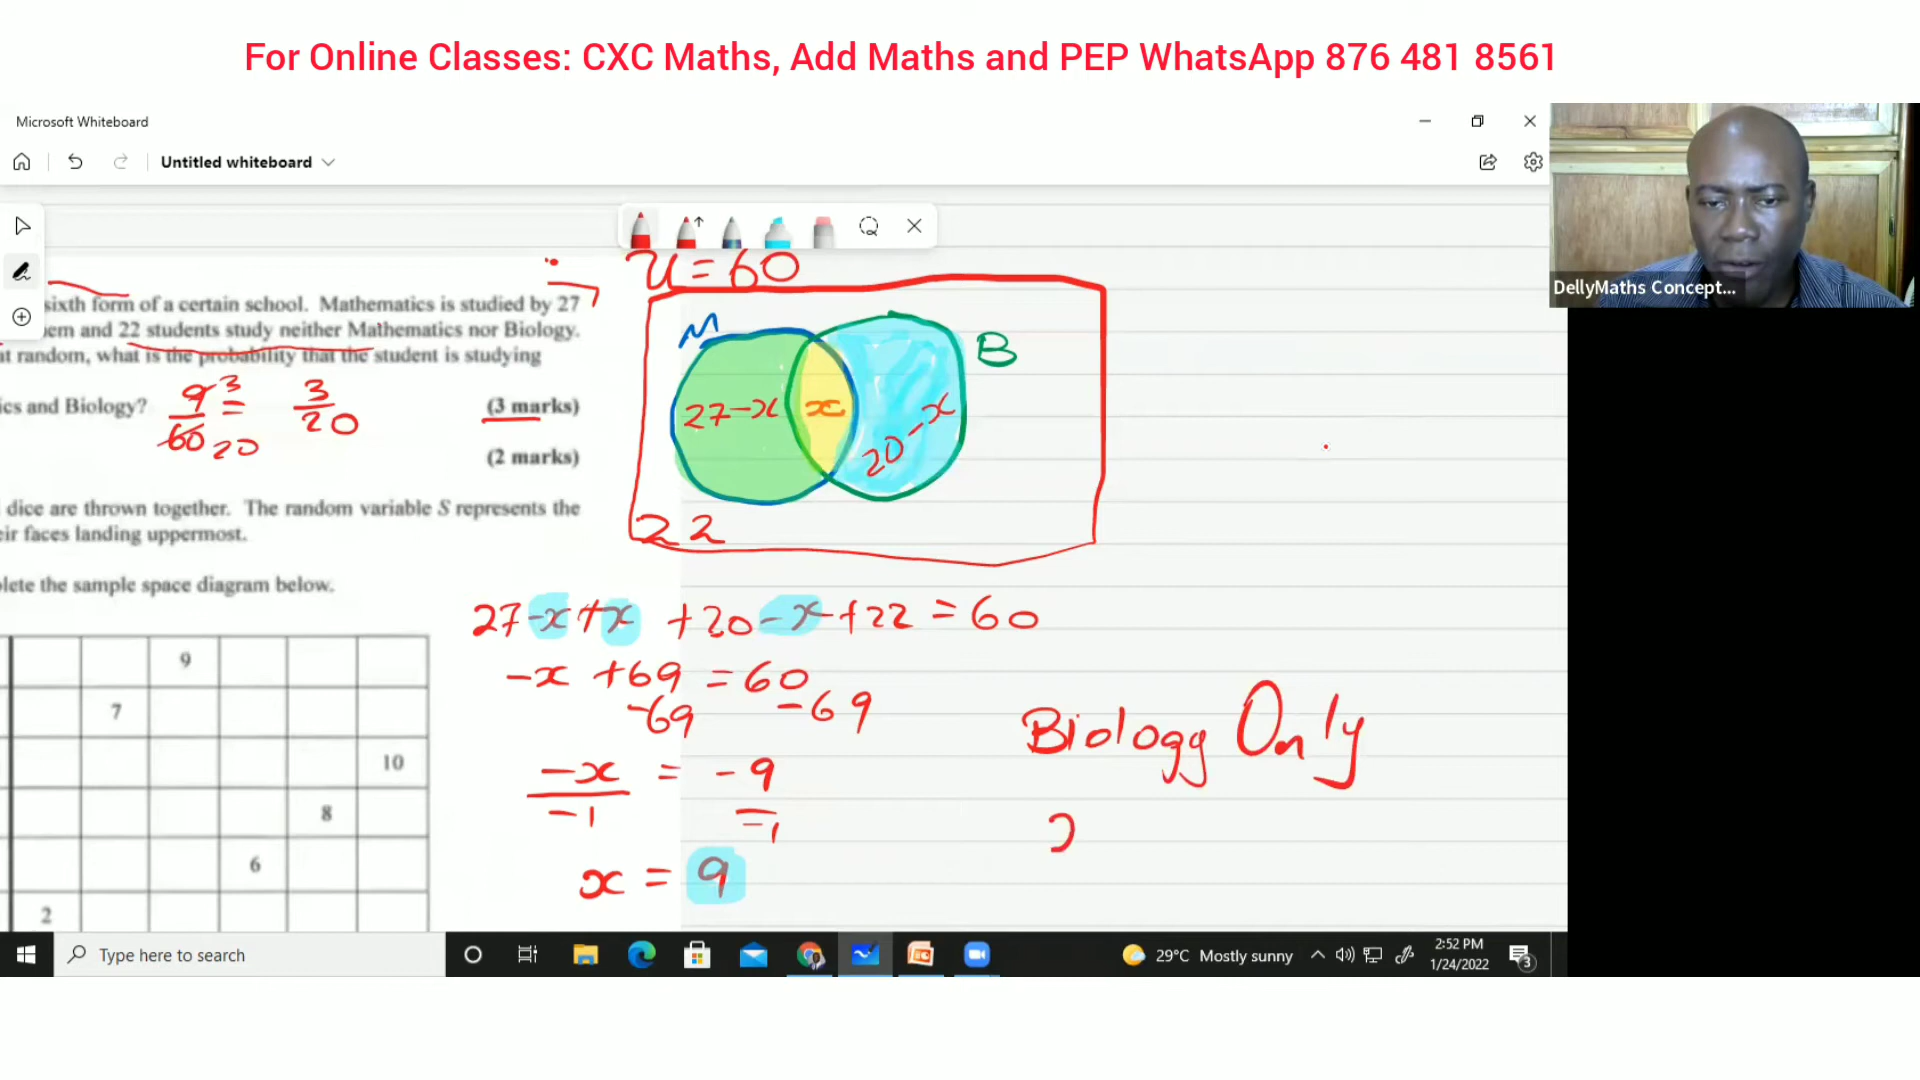 For Online Classes: CXC Maths, Add Maths and PEP WhatsApp 876 481 8561
Microsoft Whiteboard
Untitled whiteboard
DellyMaths Concept...
U = 60
sixth form of a certain school. Mathematics is studied by 27
em and 22 students study neither Mathematics nor Biology.
at random, what is the probability that the student is studying
ics and Biology?
9 3
60 20
=
3
20
(3 marks)
(2 marks)
dice are thrown together. The random variable S represents the
eir faces landing uppermost.
lete the sample space diagram below.
9
7
10
8
6
2
M
B
27-x
x
20-x
22
27-x+x +20-x+22 = 60
-x +69 = 60
-69 -69
-x = -9
-1 -1
x = 9
Biology Only
Type here to search
29°C Mostly sunny
2:52 PM
1/24/2022
3